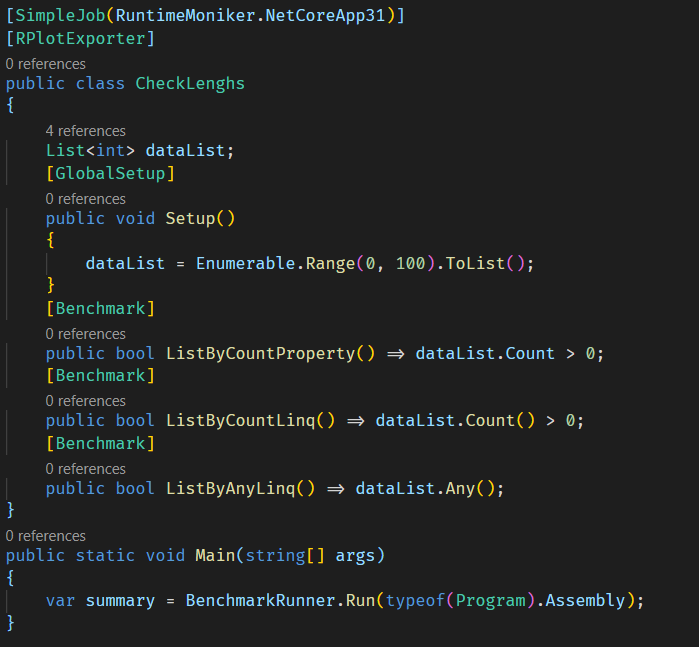 [SimpleJob(RuntimeMoniker.NetCoreApp31)]
[RPlotExporter]
0 references
public class CheckLenghs
{
4 references
List<int> dataList;
[GlobalSetup]
0 references
public void Setup()
{
dataList = Enumerable.Range(0, 100).ToList();
}
[Benchmark]
0 references
public bool ListByCountProperty() => dataList.Count > 0;
[Benchmark]
0 references
public bool ListByCountLinq() => dataList.Count() > 0;
[Benchmark]
0 references
public bool ListByAnyLinq() => dataList.Any();
}
0 references
public static void Main(string[] args)
{
var summary = BenchmarkRunner.Run(typeof(Program).Assembly);
}